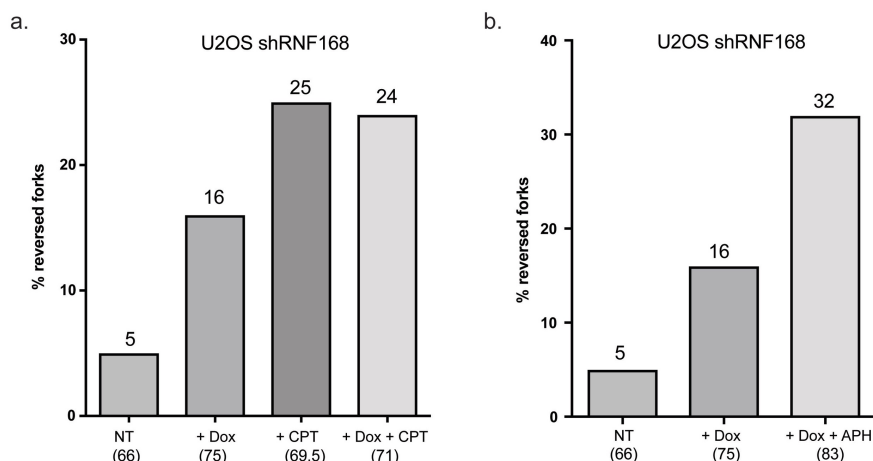 a.
U2OS shRNF168
% reversed forks
30
20
10
0
5
16
25
24
NT + Dox + CPT + Dox + CPT
(66) (75) (69.5) (71)
b.
U2OS shRNF168
% reversed forks
40
30
20
10
0
5
16
32
NT + Dox + Dox + APH
(66) (75) (83)